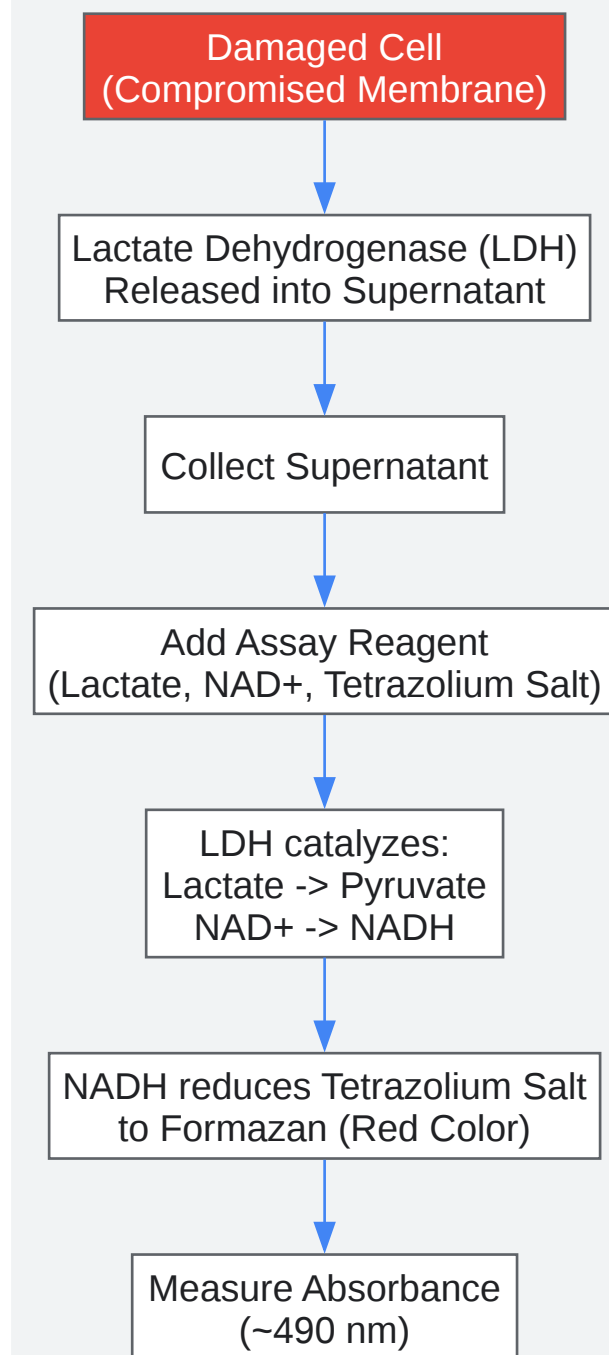 Damaged Cell
(Compromised Membrane)
Lactate Dehydrogenase (LDH)
Released into Supernatant
Collect Supernatant
Add Assay Reagent
(Lactate, NAD+, Tetrazolium Salt)
LDH catalyzes:
Lactate -> Pyruvate
NAD+ -> NADH
NADH reduces Tetrazolium Salt
to Formazan (Red Color)
Measure Absorbance
(~490 nm)